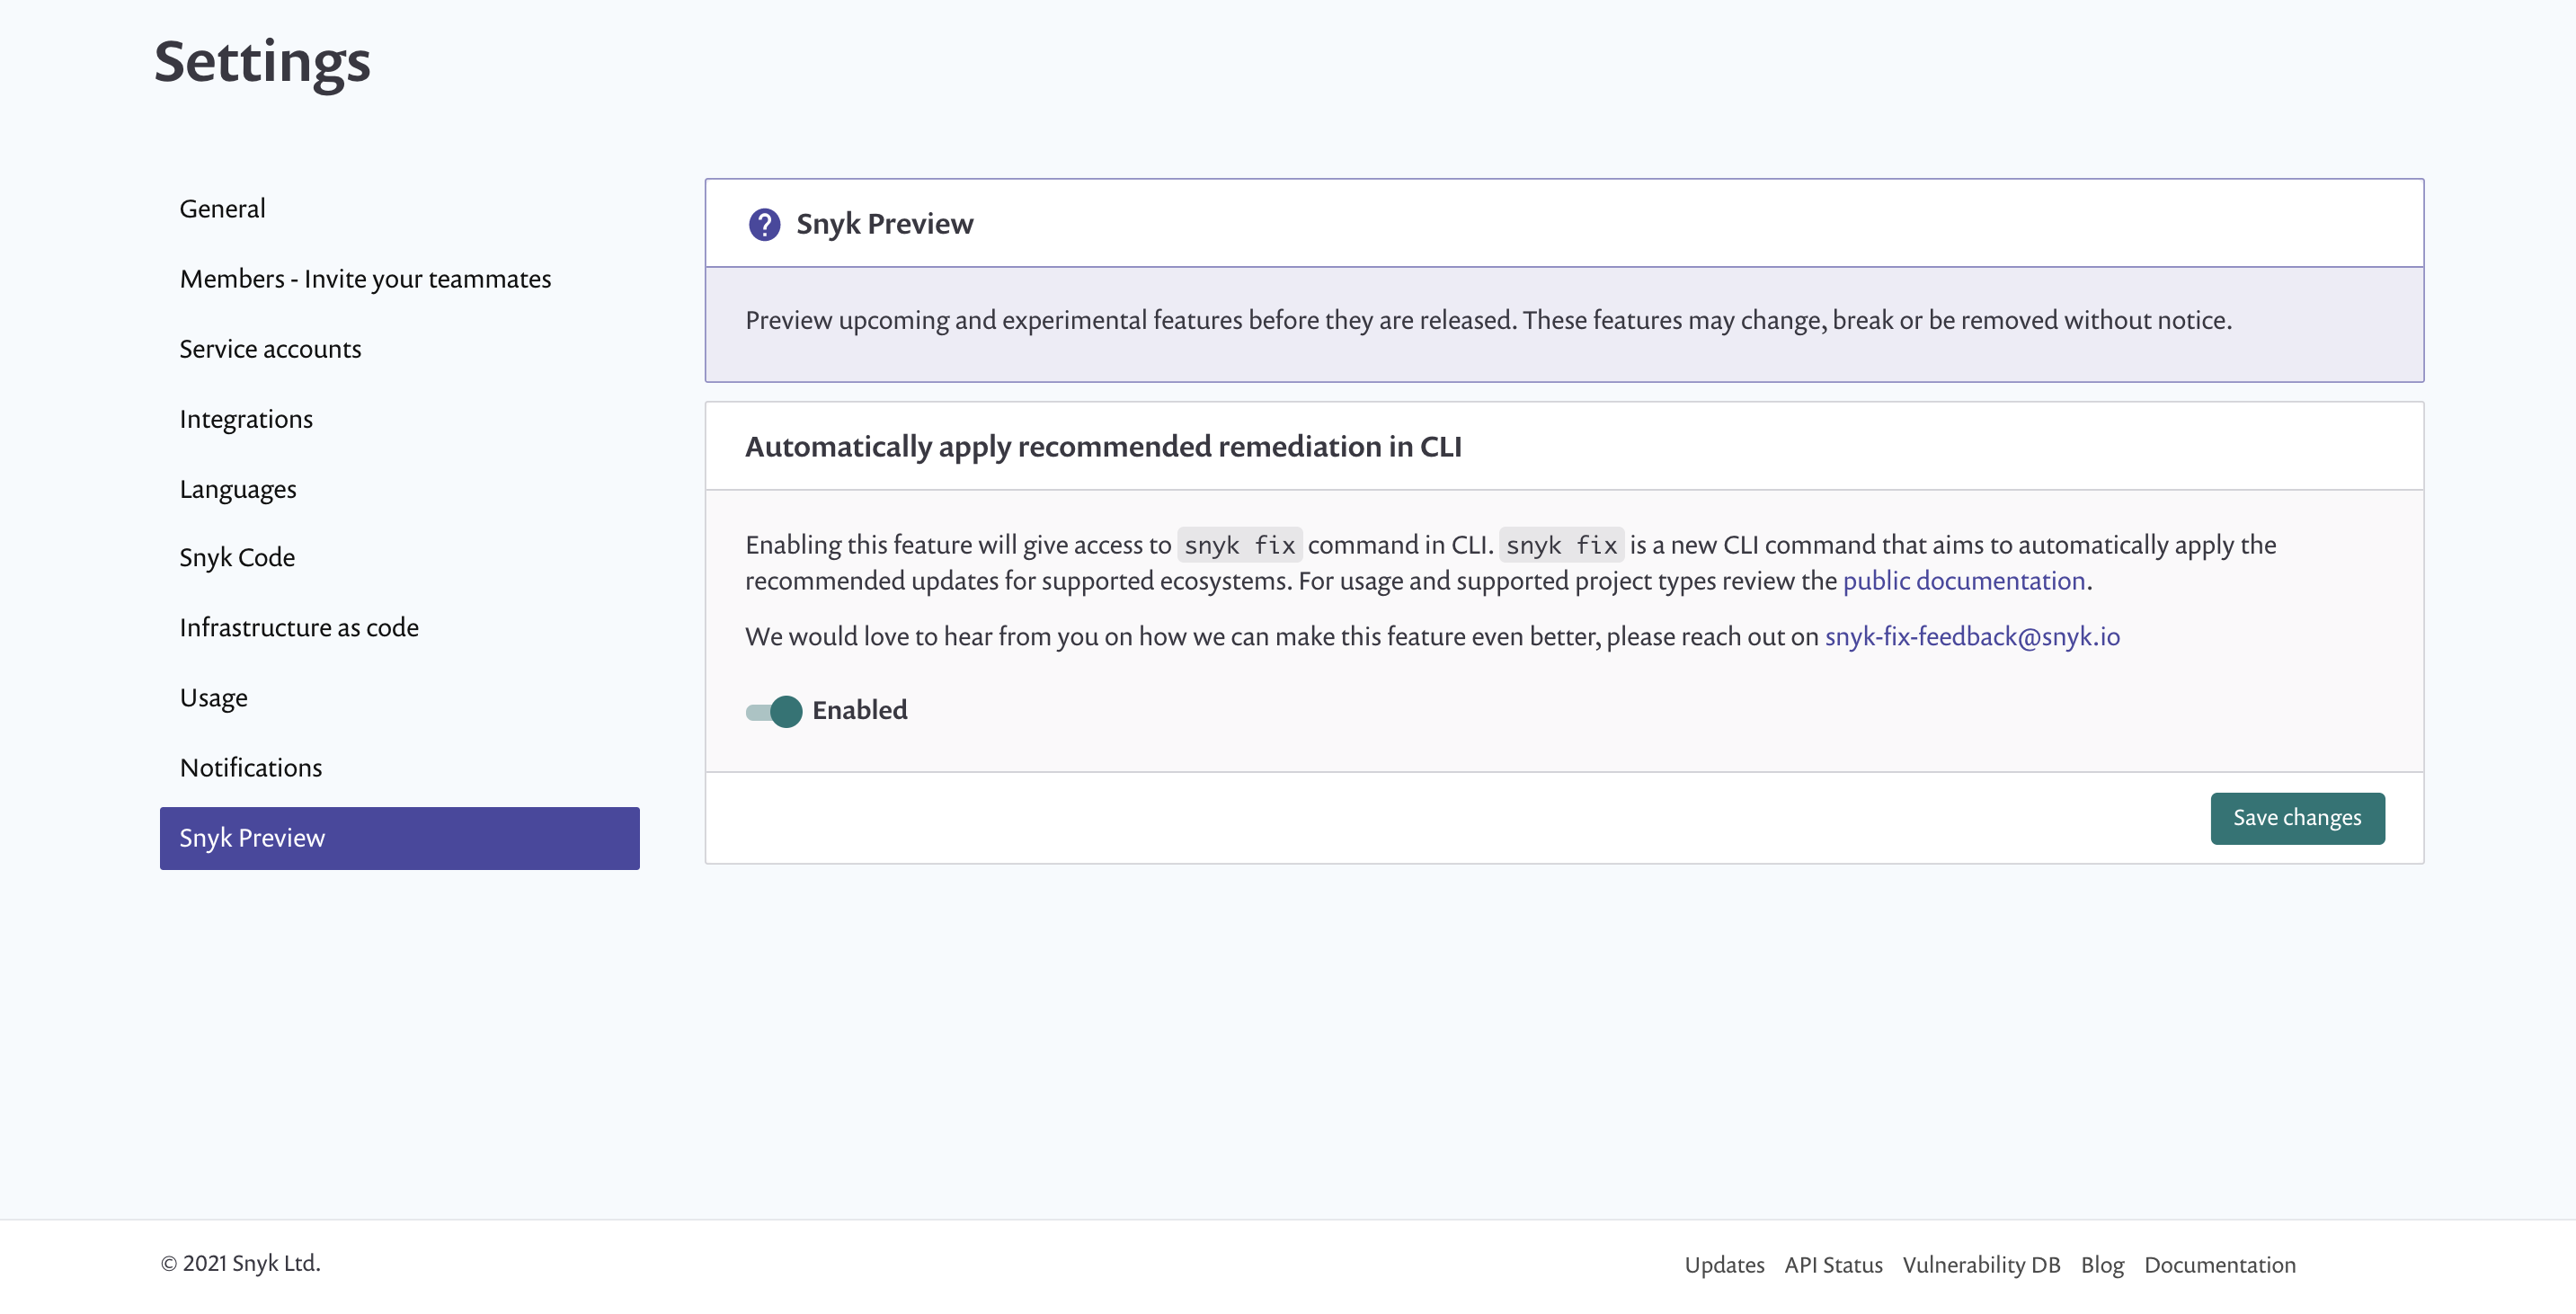 Settings
General
Members - Invite your teammates
Service accounts
Integrations
Languages
Snyk Code
Infrastructure as code
Usage
Notifications
Snyk Preview
? Snyk Preview
Preview upcoming and experimental features before they are released. These features may change, break or be removed without notice.
Automatically apply recommended remediation in CLI
Enabling this feature will give access to snyk fix command in CLI. snyk fix is a new CLI command that aims to automatically apply the
recommended updates for supported ecosystems. For usage and supported project types review the public documentation.
We would love to hear from you on how we can make this feature even better, please reach out on snyk-fix-feedback@snyk.io
Enabled
Save changes
© 2021 Snyk Ltd.
Updates API Status Vulnerability DB Blog Documentation